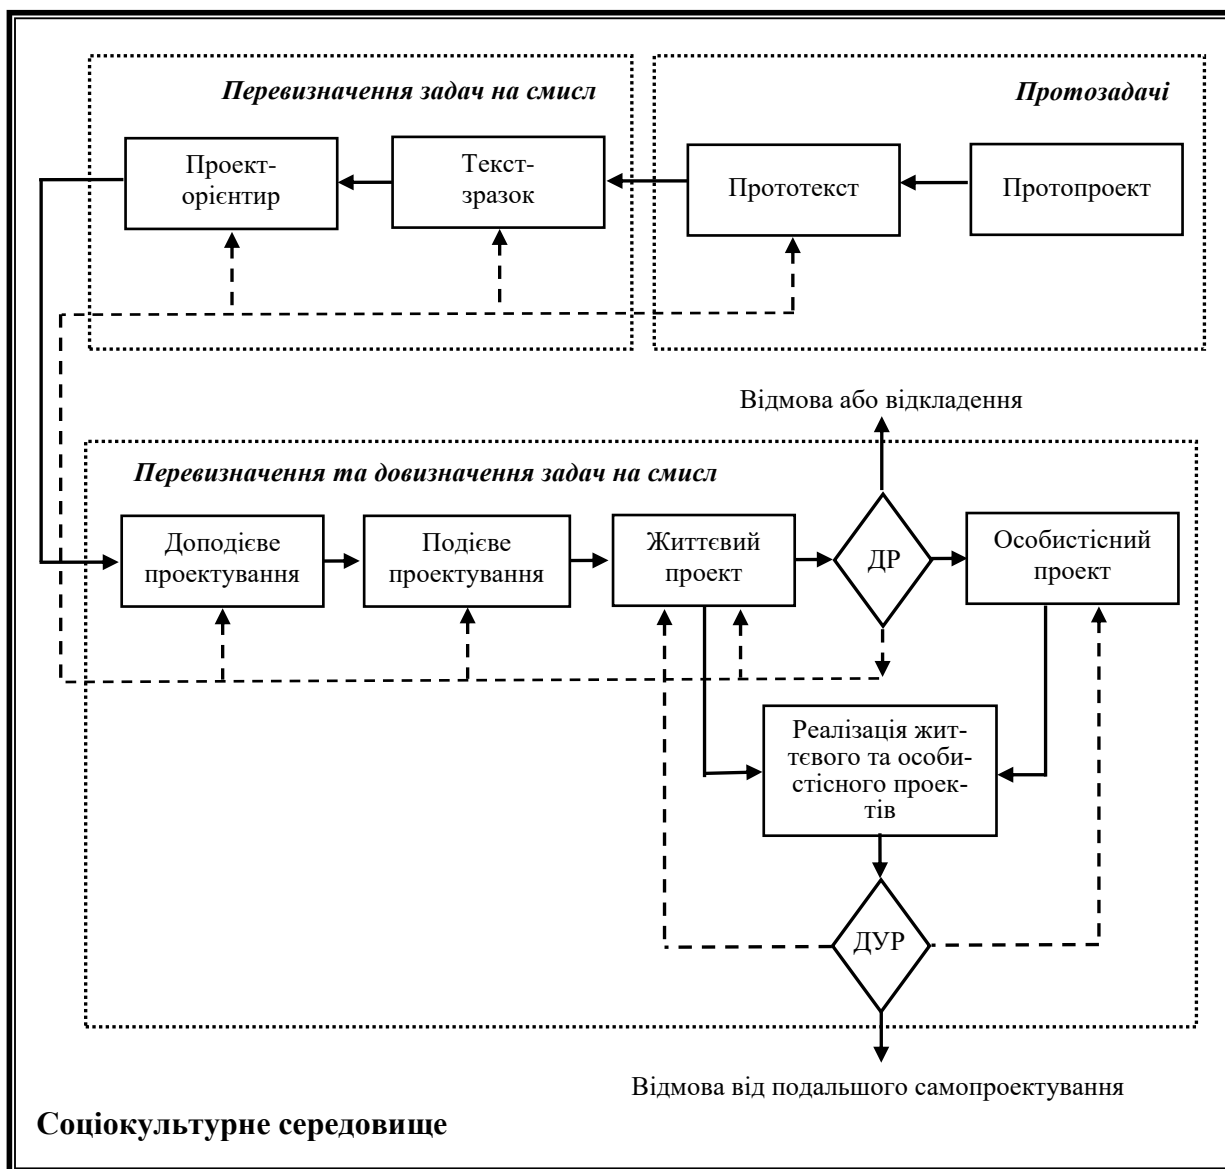 Перевизначення задач на смисл
Протозадачі
Проект-
орієнтир
Текст-
зразок
Прототекст
Протопроект
Відмова або відкладення
Перевизначення та довизначення задач на смисл
Доподієве
проектування
Подієве
проектування
Життєвий
проект
ДР
Особистісний
проект
Реалізація жит-
тєвого та особи-
стісного проек-
тів
ДУР
Відмова від подальшого самопроектування
Соціокультурне середовище